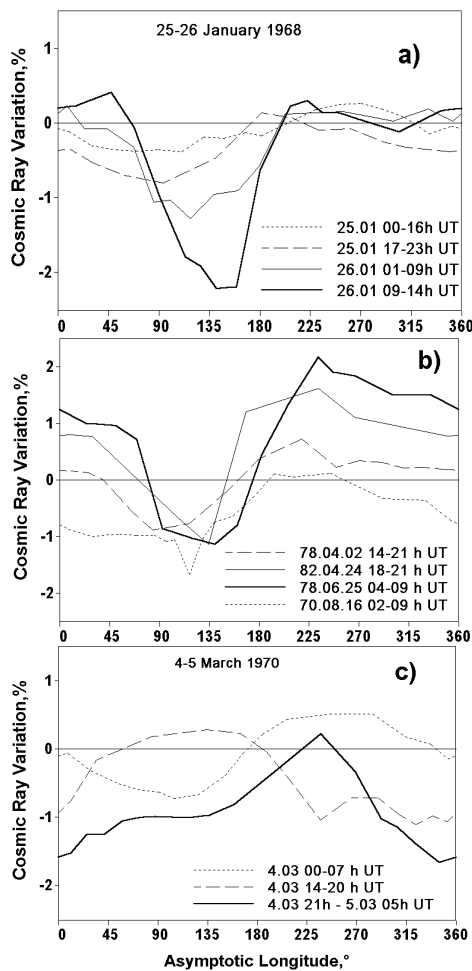 25-26 January 1968
a)
Cosmic Ray Variation,%
1
0
-1
-2
25.01 00-16h UT
25.01 17-23h UT
26.01 01-09h UT
26.01 09-14h UT
0 45 90 135 180 225 270 315 360
b)
Cosmic Ray Variation,%
2
1
0
-1
-2
78.04.02 14-21 h UT
82.04.24 18-21 h UT
78.06.25 04-09 h UT
70.08.16 02-09 h UT
0 45 90 135 180 225 270 315 360
4-5 March 1970
c)
Cosmic Ray Variation,%
1
0
-1
-2
4.03 00-07 h UT
4.03 14-20 h UT
4.03 21h - 5.03 05h UT
0 45 90 135 180 225 270 315 360
Asymptotic Longitude,°